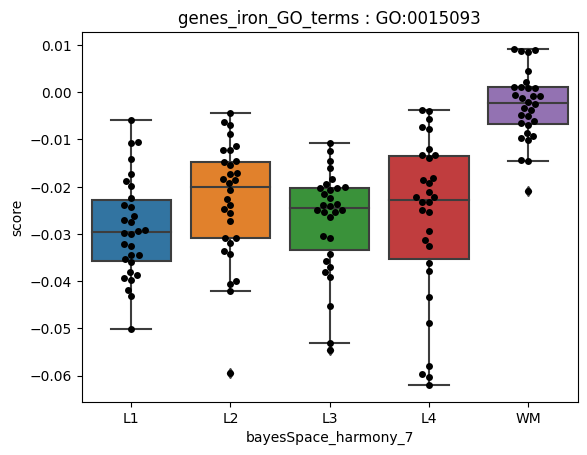 genes_iron_GO_terms : GO:0015093
0.01
0.00
−0.01
−0.02
−0.03
−0.04
−0.05
−0.06
score
L1 L2 L3 L4 WM
bayesSpace_harmony_7